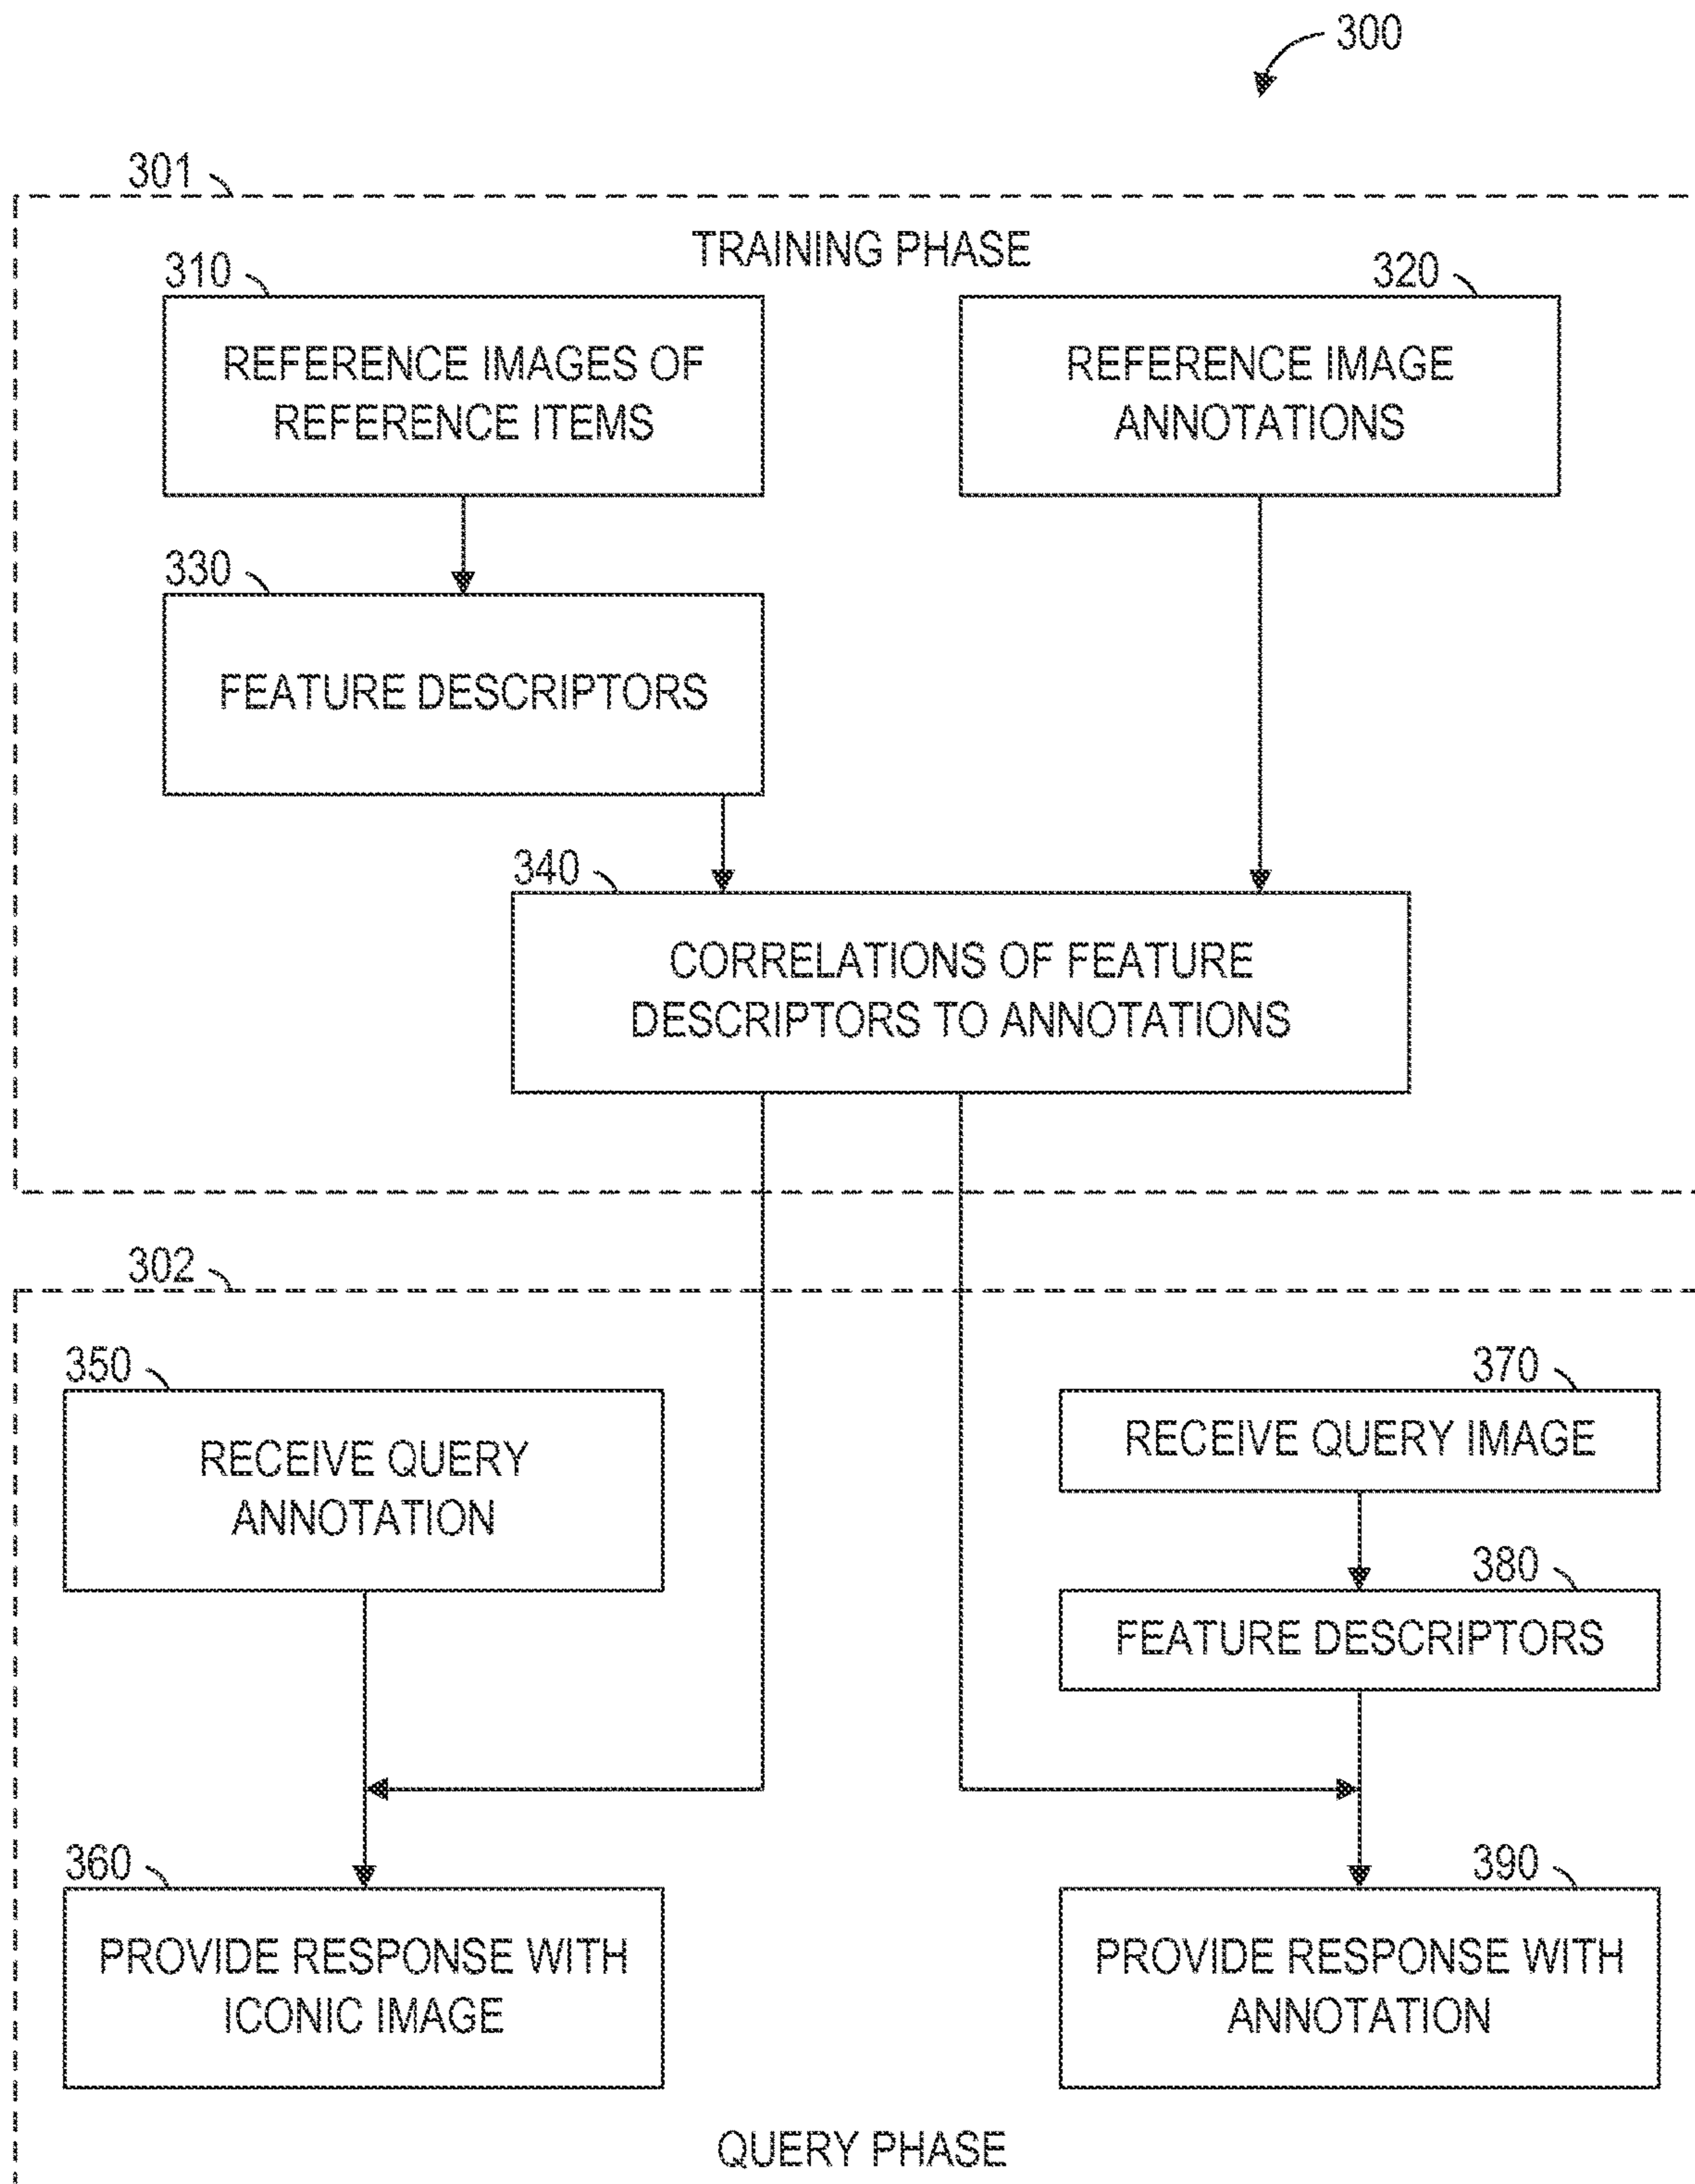 300
301
TRAINING PHASE
310
320
REFERENCE IMAGES OF
REFERENCE ITEMS
REFERENCE IMAGE
ANNOTATIONS
330
FEATURE DESCRIPTORS
340
CORRELATIONS OF FEATURE
DESCRIPTORS TO ANNOTATIONS
302
350
RECEIVE QUERY
ANNOTATION
370
RECEIVE QUERY IMAGE
380
FEATURE DESCRIPTORS
360
PROVIDE RESPONSE WITH
ICONIC IMAGE
390
PROVIDE RESPONSE WITH
ANNOTATION
QUERY PHASE